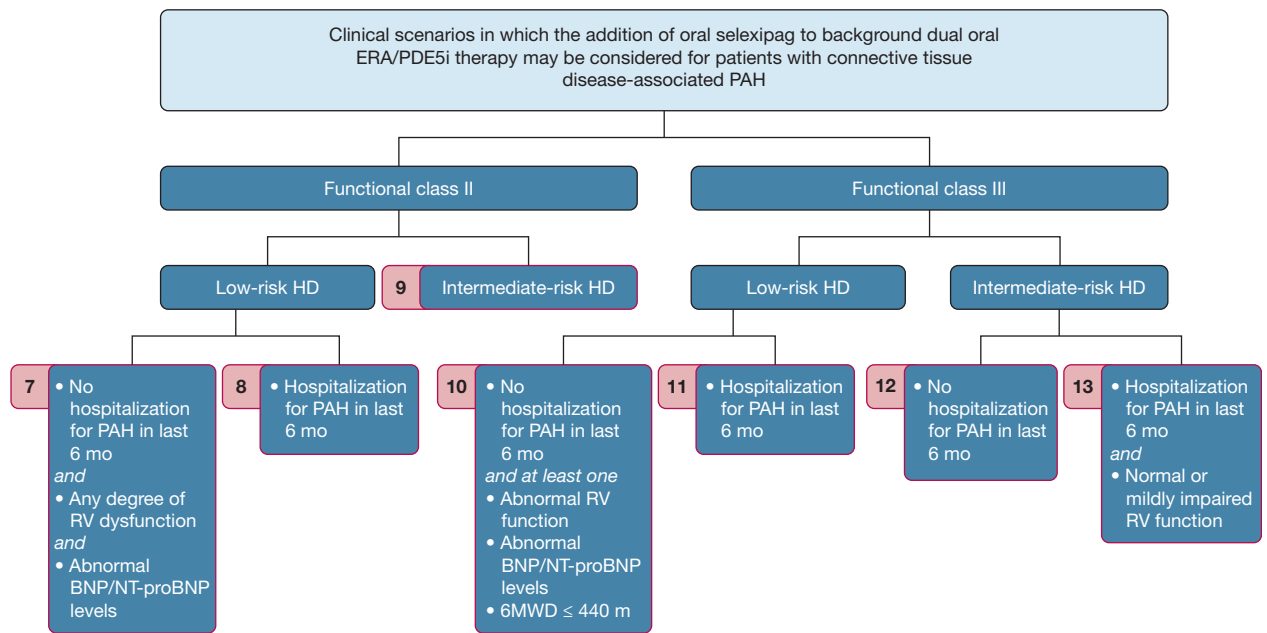 Clinical scenarios in which the addition of oral selexipag to background dual oral
ERA/PDE5i therapy may be considered for patients with connective tissue
disease-associated PAH
Functional class II
Functional class III
Low-risk HD
9
Intermediate-risk HD
Low-risk HD
Intermediate-risk HD
7
• No
hospitalization
for PAH in last
6 mo
and
• Any degree of
RV dysfunction
and
• Abnormal
BNP/NT-proBNP
levels
8
• Hospitalization
for PAH in last
6 mo
10
• No
hospitalization
for PAH in last
6 mo
and at least one
• Abnormal RV
function
• Abnormal
BNP/NT-proBNP
levels
• 6MWD ≤ 440 m
11
• Hospitalization
for PAH in last
6 mo
12
• No
hospitalization
for PAH in last
6 mo
13
• Hospitalization
for PAH in last
6 mo
and
• Normal or
mildly impaired
RV function